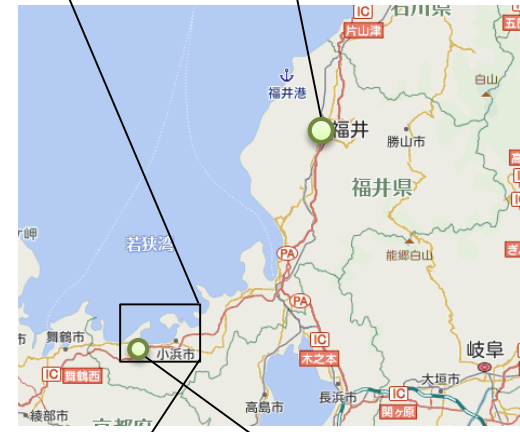 IC
石川県
片山津
福井港
白山
福井
勝山市
福井県
能郷白山
若狭湾
PA
PA
舞鶴市
小浜市
IC
舞鶴西
IC
木之本
岐阜
大垣市
高島市
長浜市
IC
関ヶ原
綾部市
京都府